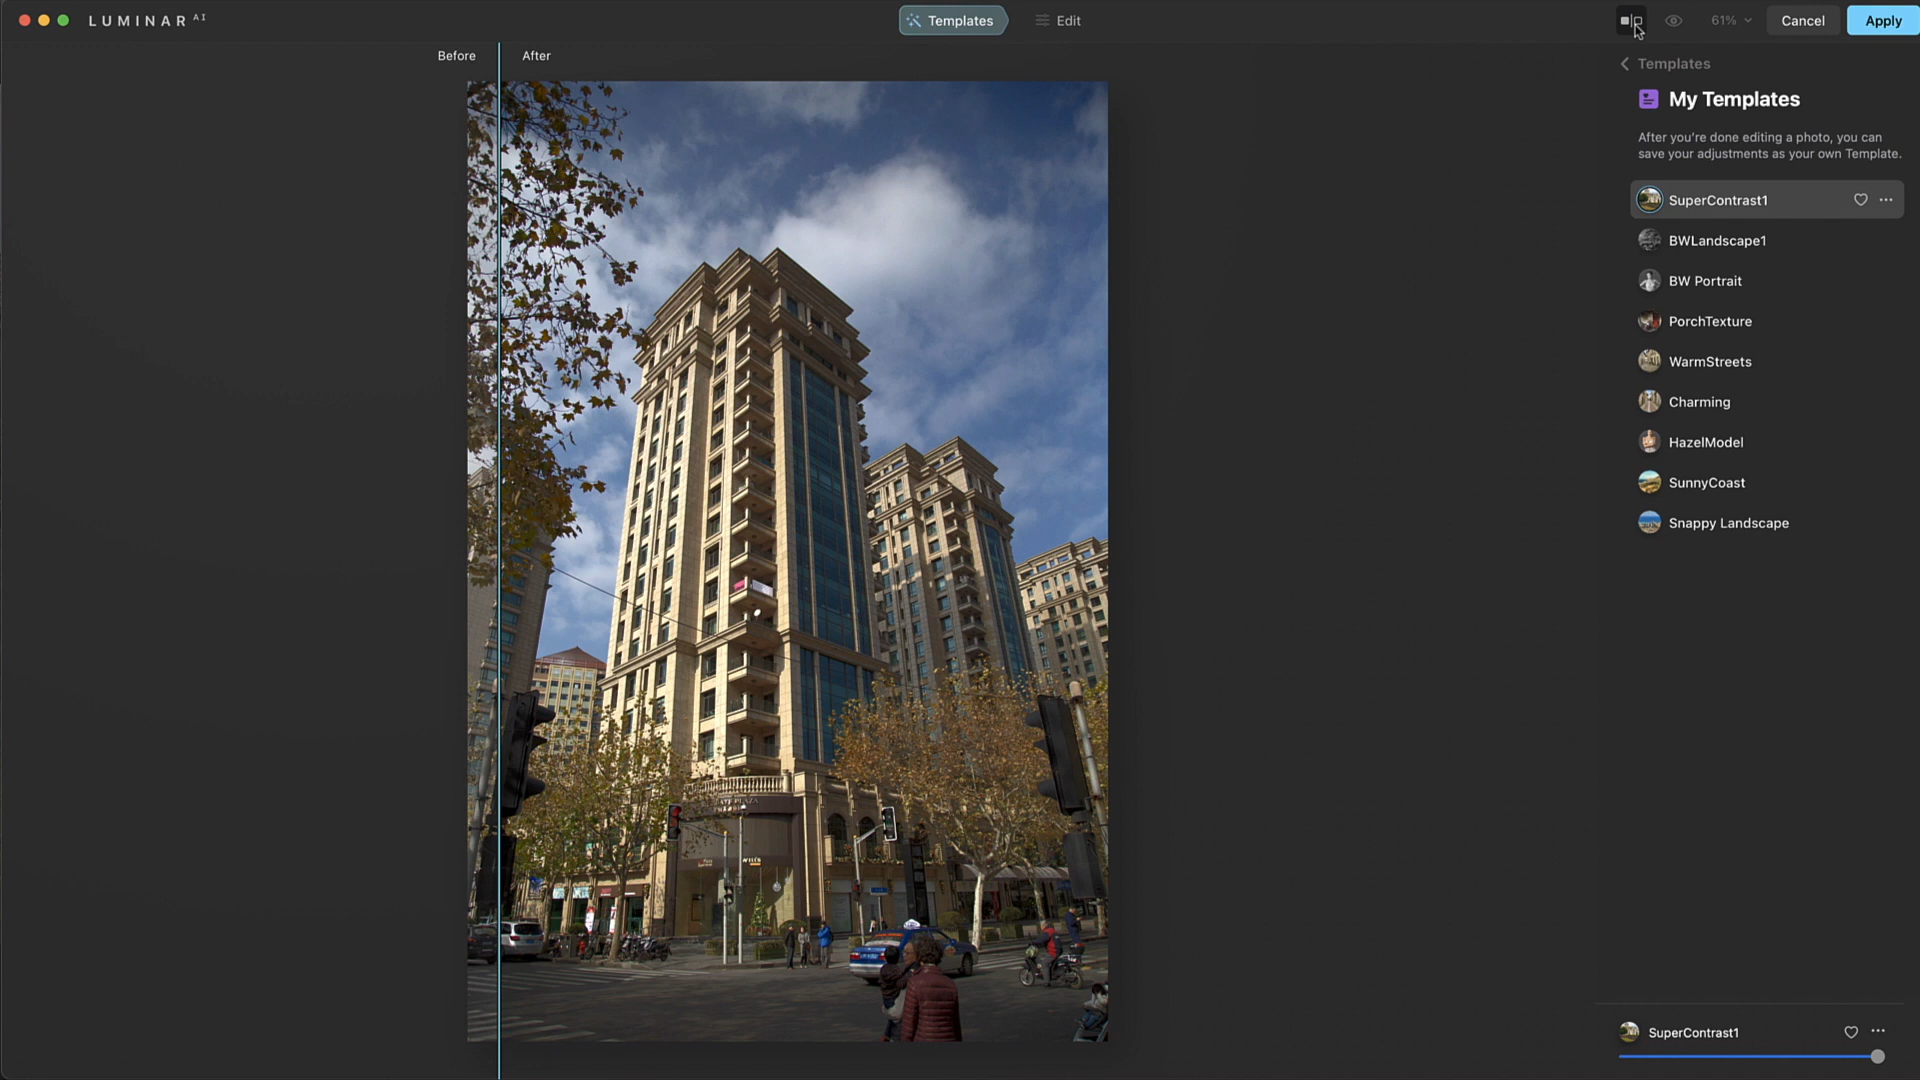 LUMINAR AI
Templates
Edit
61%
Cancel
Apply
Before
After
Templates
My Templates
After you're done editing a photo, you can
save your adjustments as your own Template.
SuperContrast1
BWLandscape1
BW Portrait
PorchTexture
WarmStreets
Charming
HazelModel
SunnyCoast
Snappy Landscape
SuperContrast1